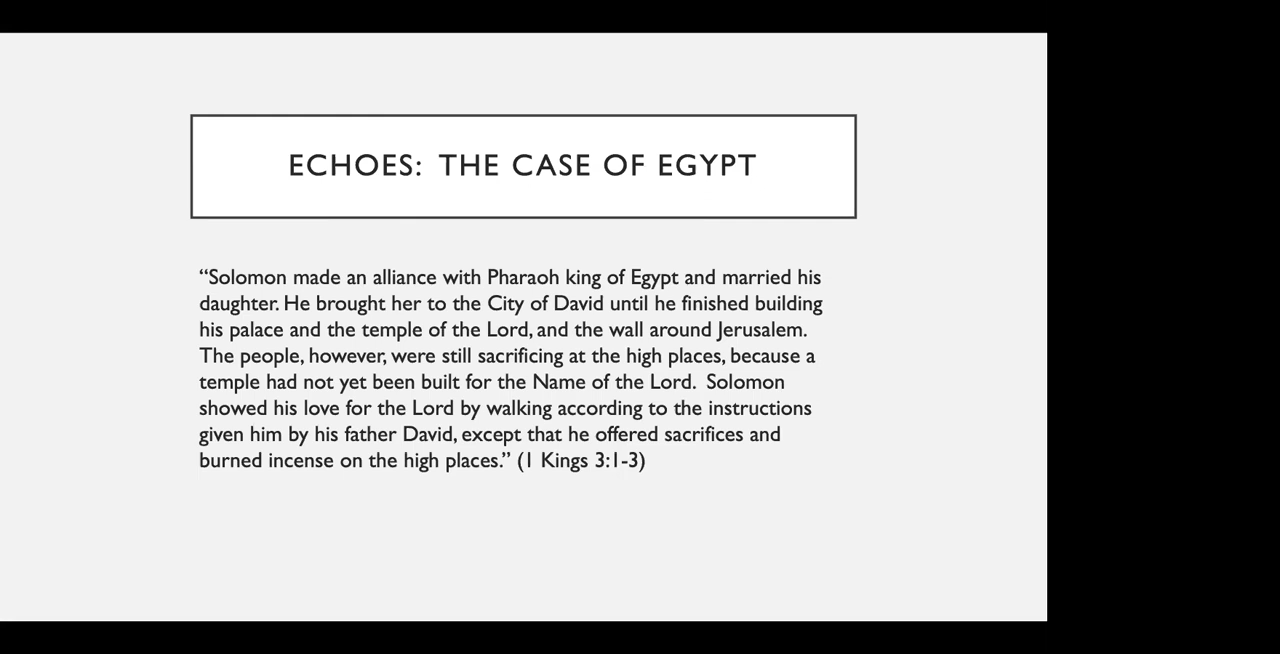 ECHOES: THE CASE OF EGYPT
“Solomon made an alliance with Pharaoh king of Egypt and married his
daughter. He brought her to the City of David until he finished building
his palace and the temple of the Lord, and the wall around Jerusalem.
The people, however, were still sacrificing at the high places, because a
temple had not yet been built for the Name of the Lord.  Solomon
showed his love for the Lord by walking according to the instructions
given him by his father David, except that he offered sacrifices and
burned incense on the high places.” (1 Kings 3:1-3)